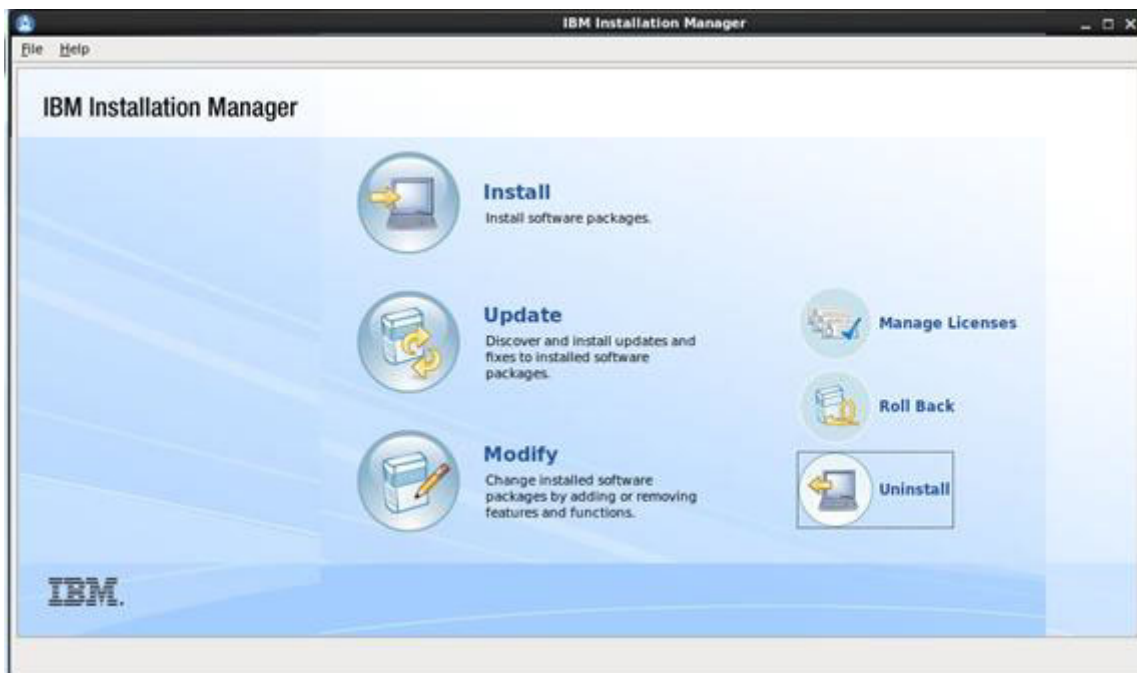 IBM Installation Manager
File Help
IBM Installation Manager
Install
Install software packages.
Update
Discover and install updates and
fixes to installed software
packages.
Modify
Change installed software
packages by adding or removing
features and functions.
Manage Licenses
Roll Back
Uninstall
IBM.